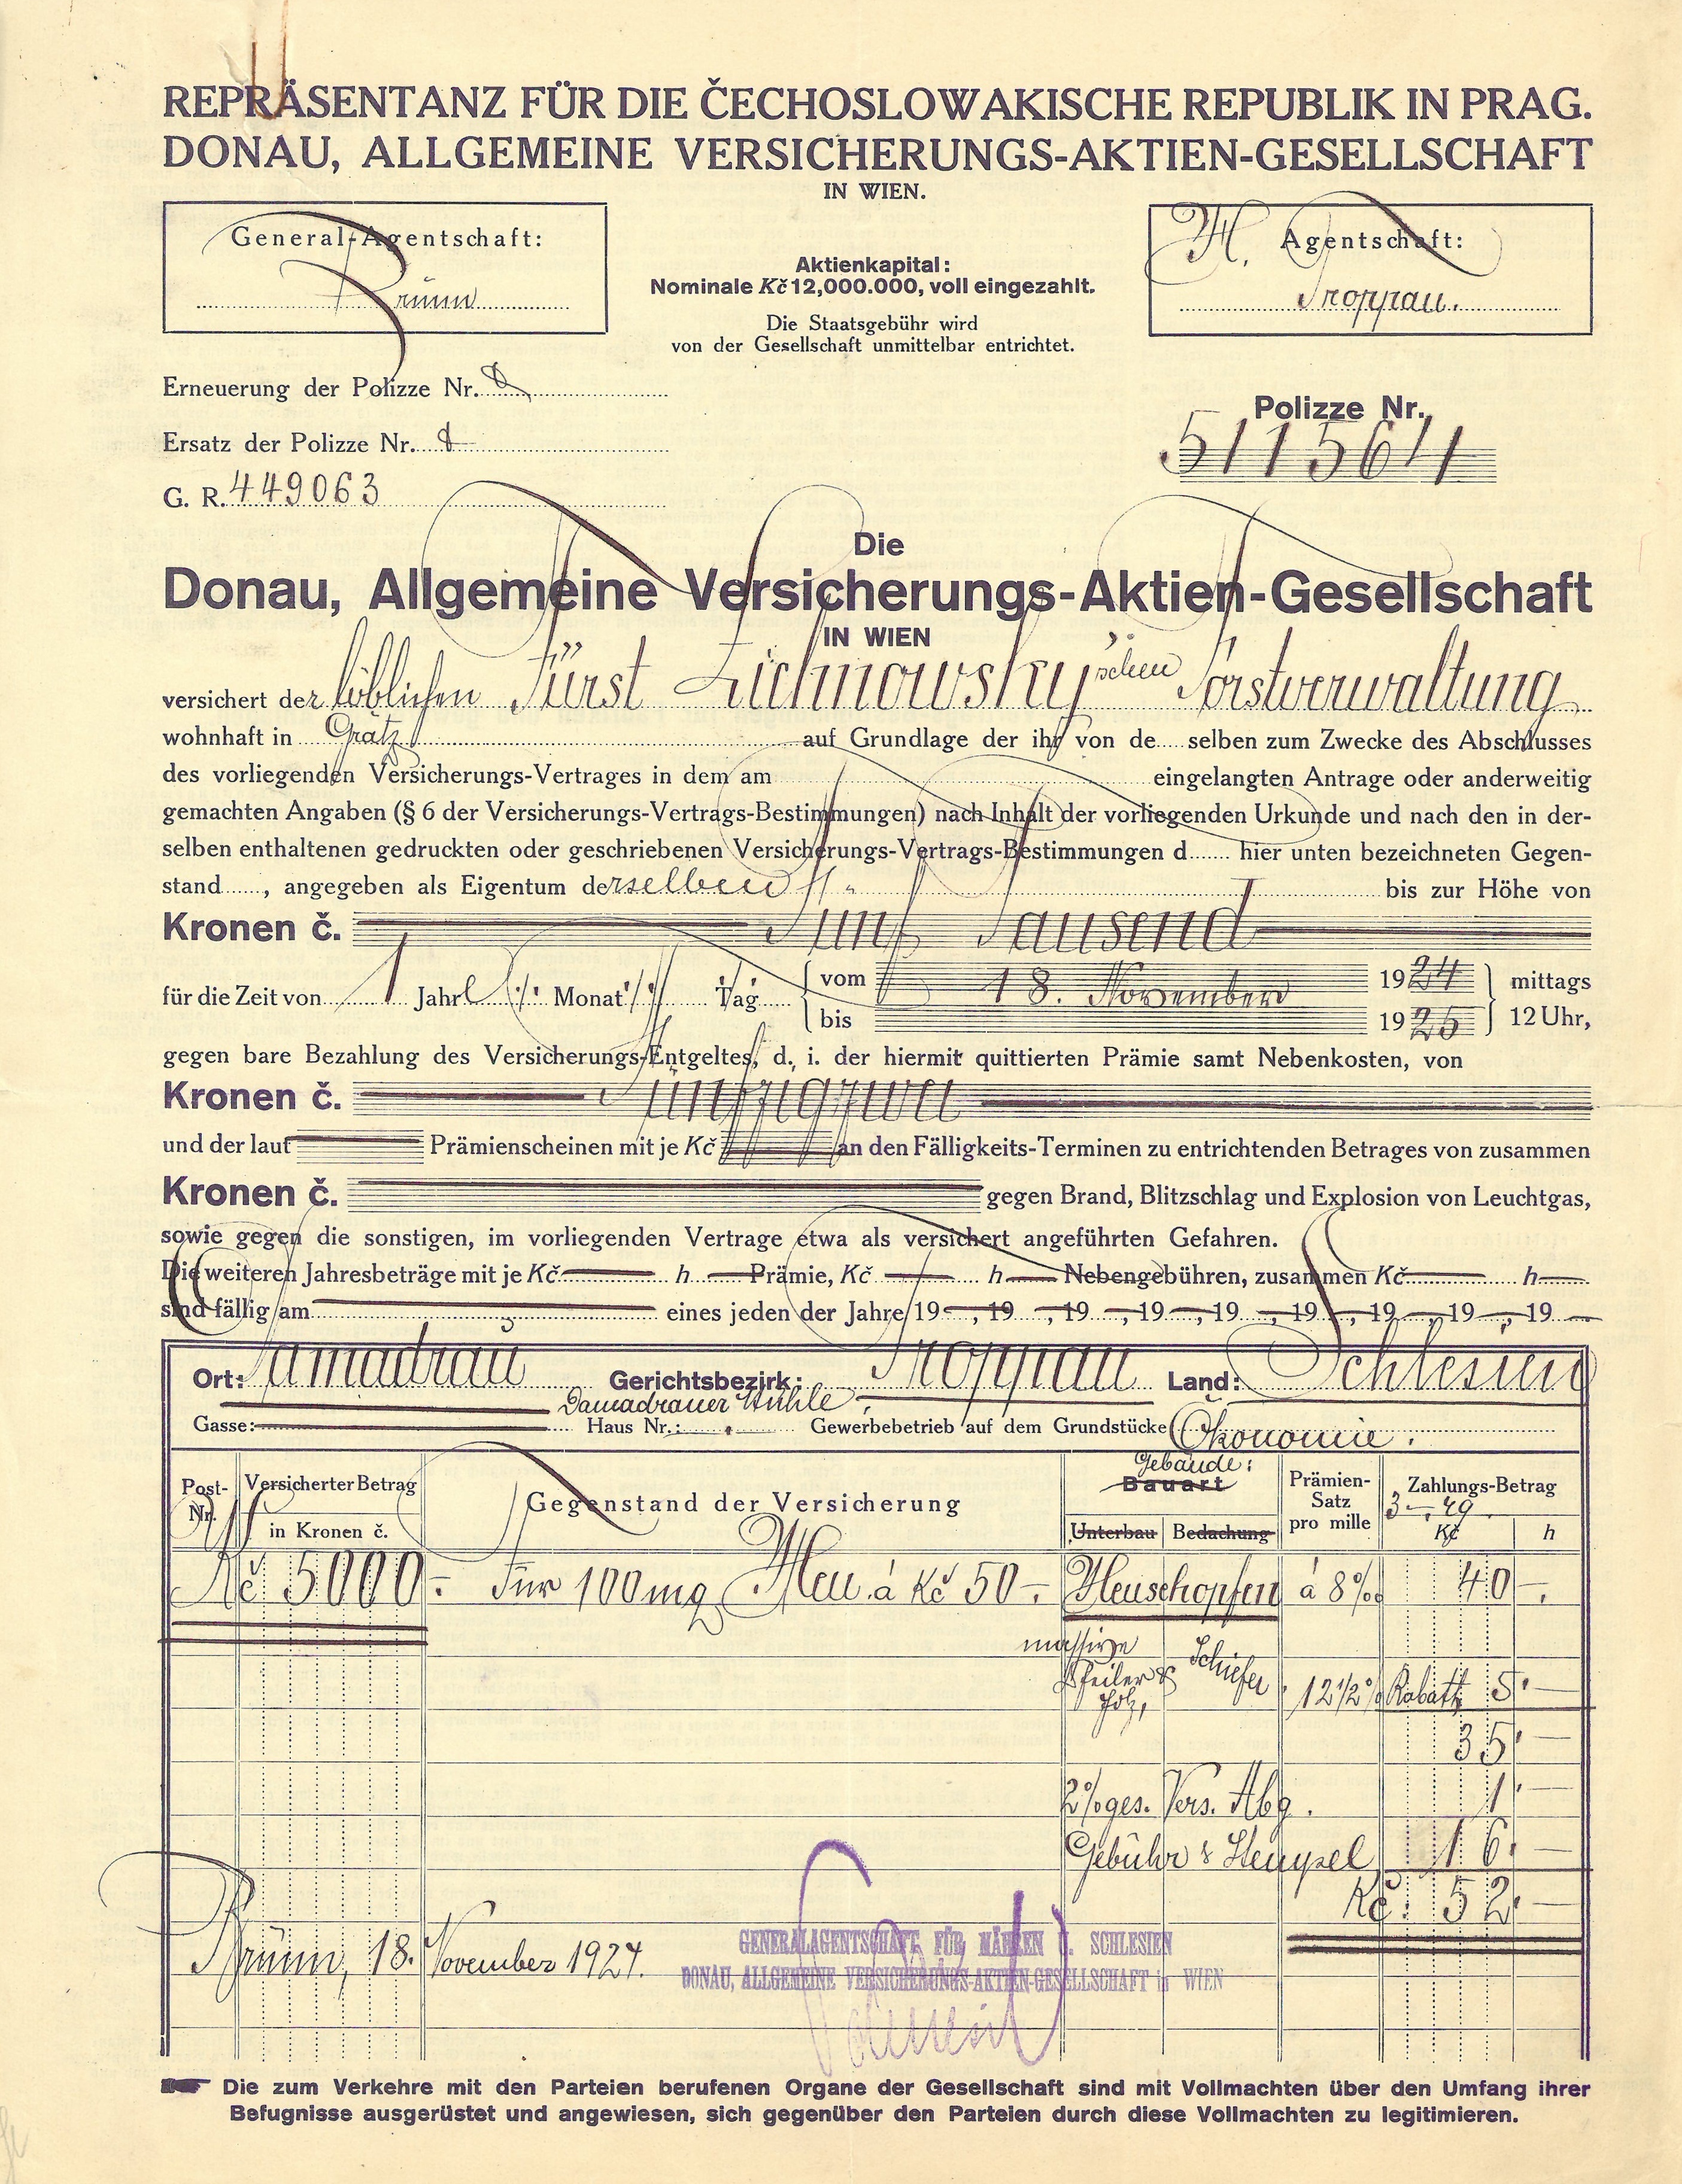 REPRÄSENTANZ FÜR DIE ČECHOSLOWAKISCHE REPUBLIK IN PRAG.
DONAU, ALLGEMEINE VERSICHERUNGS-AKTIEN-GESELLSCHAFT
IN WIEN.
General-Agentschaft:
Brünn
Aktienkapital:
Nominale Kč 12,000.000, voll eingezahlt.
Die Staatsgebühr wird
von der Gesellschaft unmittelbar entrichtet.
H. Agentschaft:
Troppau.
Erneuerung der Polizze Nr.
Ersatz der Polizze Nr.
G. R. 449063
Polizze Nr.
511564
Die
Donau, Allgemeine Versicherungs-Aktien-Gesellschaft
IN WIEN
versichert der löblichen Fürst Lichnowsky'schen Forstverwaltung
wohnhaft in Grätz auf Grundlage der ihr von de selben zum Zwecke des Abschlusses
des vorliegenden Versicherungs-Vertrages in dem am eingelangten Antrage oder anderweitig
gemachten Angaben (§ 6 der Versicherungs-Vertrags-Bestimmungen) nach Inhalt der vorliegenden Urkunde und nach den in der-
selben enthaltenen gedruckten oder geschriebenen Versicherungs-Vertrags-Bestimmungen d hier unten bezeichneten Gegen-
stand , angegeben als Eigentum derselben bis zur Höhe von
Kronen č. Fünf Tausend
für die Zeit von 1 Jahre Monat Tag vom 18. November 1924 mittags
bis 1925 12 Uhr,
gegen bare Bezahlung des Versicherungs-Entgeltes, d. i. der hiermit quittierten Prämie samt Nebenkosten, von
Kronen č. Fünfzigzwei
und der laut Prämienscheinen mit je Kč an den Fälligkeits-Terminen zu entrichtenden Betrages von zusammen
Kronen č. gegen Brand, Blitzschlag und Explosion von Leuchtgas,
sowie gegen die sonstigen, im vorliegenden Vertrage etwa als versichert angeführten Gefahren.
Die weiteren Jahresbeträge mit je Kč h Prämie, Kč h Nebengebühren, zusammen Kč h
sind fällig am eines jeden der Jahre 19 , 19 , 19 , 19 , 19 , 19 , 19 , 19 , 19
Ort: Damadrau Gerichtsbezirk: Troppau Land: Schlesien
Damadrauer Mühle
Gasse: Haus Nr.: Gewerbebetrieb auf dem Grundstücke Ökonomie.
Post-Nr. Versicherter Betrag in Kronen č. Gegenstand der Versicherung Gebäude: Bauart Unterbau Bedachung Prämien-Satz pro mille Zahlungs-Betrag Kč h
3 – 49
Kč 5000.- Für 100 mq Heu à Kč 50.- Heuschopfen à 8‰ 40 -.
massive Pfeiler & Holz, Schiefer 12 1/2% Rabatt 5.-
35.-
2% ges. Vers. Abg. 1.-
Gebühr & Stempel 16.-
Kč. 52.-
Brünn, 18. November 1924.
GENERALAGENTSCHAFT FÜR MÄHREN U. SCHLESIEN
DONAU, ALLGEMEINE VERSICHERUNGS-AKTIEN-GESELLSCHAFT in WIEN
Die zum Verkehre mit den Parteien berufenen Organe der Gesellschaft sind mit Vollmachten über den Umfang ihrer
Befugnisse ausgerüstet und angewiesen, sich gegenüber den Parteien durch diese Vollmachten zu legitimieren.